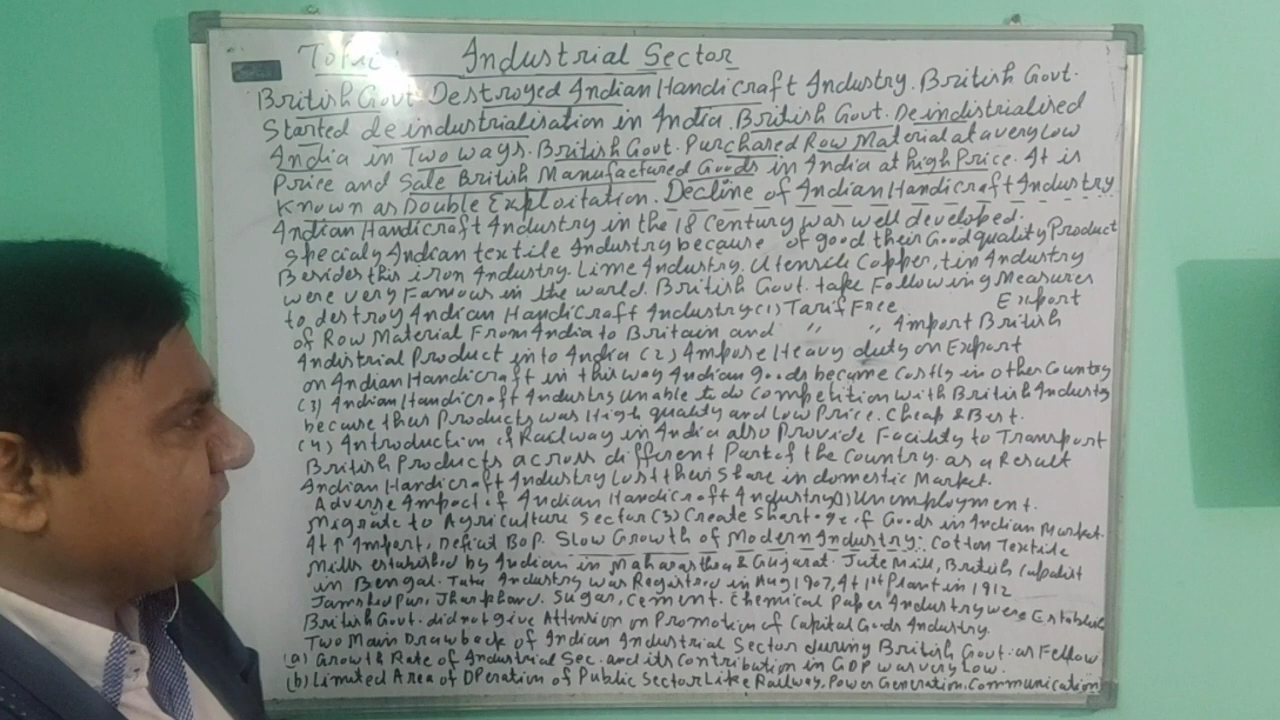 Topic: Industrial Sector
British Govt. Destroyed Indian Handicraft Industry. British Govt.
Started deindustrialisation in India. British Govt. Deindistrialised
India in Two ways. British Govt. Purchased Row Material at a very Low
Price and Sale British Manufactured Goods in India at high Price. It is
Known as Double Exploitation. Decline of Indian Handicraft Industry
Indian Handicraft Industry in the 18 Century was well developed.
Specialy Indian textile Industry because of good their Good quality Product
Besides this iron Industry. Lime Industry. Utensils Copper, tin Industry
were very Famous in the world. British Govt. take Following Measures
to destroy Indian Handicraft Industry (1) Tarif Free Export
of Row Material From India to Britain and " " Import British
Indistrial Product into India (2) Impose Heavy duty on Export
on Indian Handicraft in this way Indian goods become Costly in other Country
(3) Indian Handicraft Industry unable to do Competition with British Industry
because their Products was High quality and Low Price. Cheap & Best.
(4) Introduction of Railway in India also Provide Facility to Transport
British Products across different Part of the Country. as a Result
Indian Handicraft Industry Lost their Share in domestic Market.
Adverse Impact of Indian Handicraft Industry (1) Unemployment.
Migrate to Agriculture Sector (3) Create Shortage of Goods in Indian Market.
At ↑ Import, Deficit BoP. Slow Growth of Modern Industry: Cotton Textile
Mills established by Indian in Maharasthra & Gujarat. Jute Mill, British Capalist
in Bengal. Tata Industry was Registered in Aug 1907, It 1st Plant in 1912
Jamshedpur, Jharkhand. Sugar, Cement. Chemical Paper Industry were Establish
British Govt. did not give Attension on Promotion of Capital Goods Industry.
Two Main Drawback of Indian Industrial Sector during British Govt. as Follow
(a) Growth Rate of Industrial Sec. and its Contribution in GDP was very Low.
(b) Limited Area of Operation of Public Sector Like Railway, Power Generation. Communication